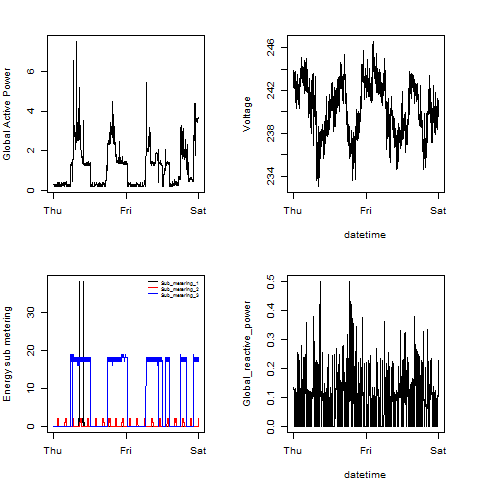 Global Active Power
0 2 4 6
Thu Fri Sat
Voltage
234 238 242 246
Thu Fri Sat
datetime
Energy sub metering
0 10 20 30
Sub_metering_1
Sub_metering_2
Sub_metering_3
Thu Fri Sat
Global_reactive_power
0.0 0.1 0.2 0.3 0.4 0.5
Thu Fri Sat
datetime